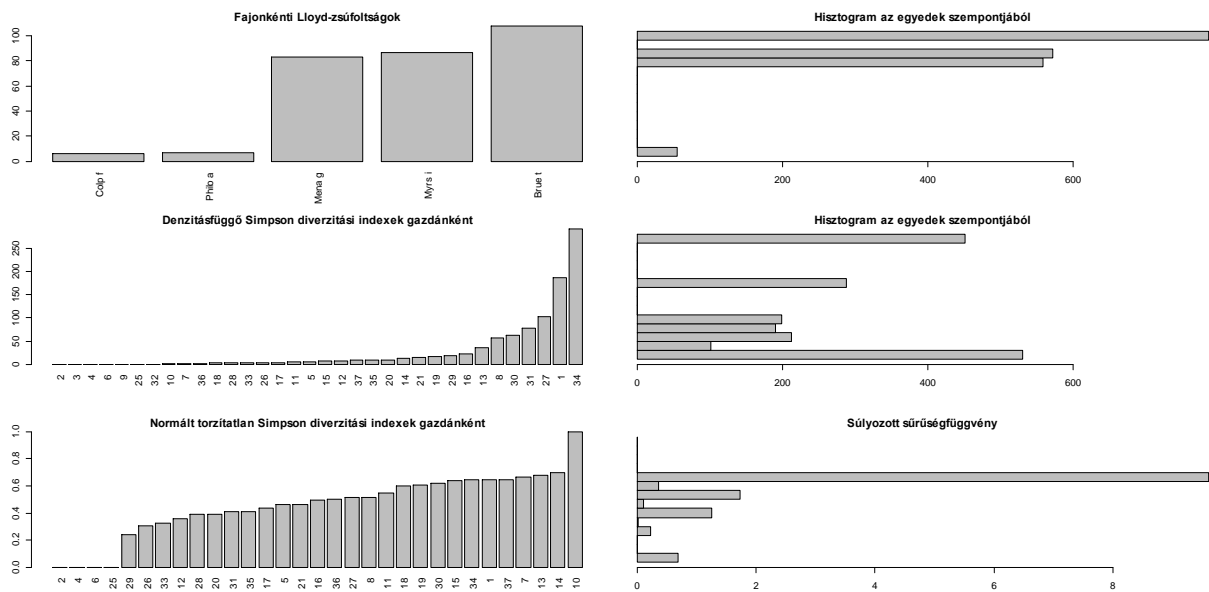 Fajonkénti Lloyd-zsúfoltságok
0 20 40 60 80 100
Colp f Phib a Mena g Myrs i Brue t
Hisztogram az egyedek szempontjából
0 200 400 600
Denzitásfüggő Simpson diverzitási indexek gazdánként
0 50 100 150 200 250
2 3 4 6 9 25 32 10 7 36 18 28 33 26 17 11 5 15 12 37 35 20 14 21 19 29 16 13 8 30 31 27 1 34
Hisztogram az egyedek szempontjából
0 200 400 600
Normált torzítatlan Simpson diverzitási indexek gazdánként
0.0 0.2 0.4 0.6 0.8 1.0
2 4 6 25 29 26 33 12 28 20 31 35 17 5 21 16 36 27 8 11 18 19 30 15 34 1 37 7 13 14 10
Súlyozott sűrűségfüggvény
0 2 4 6 8